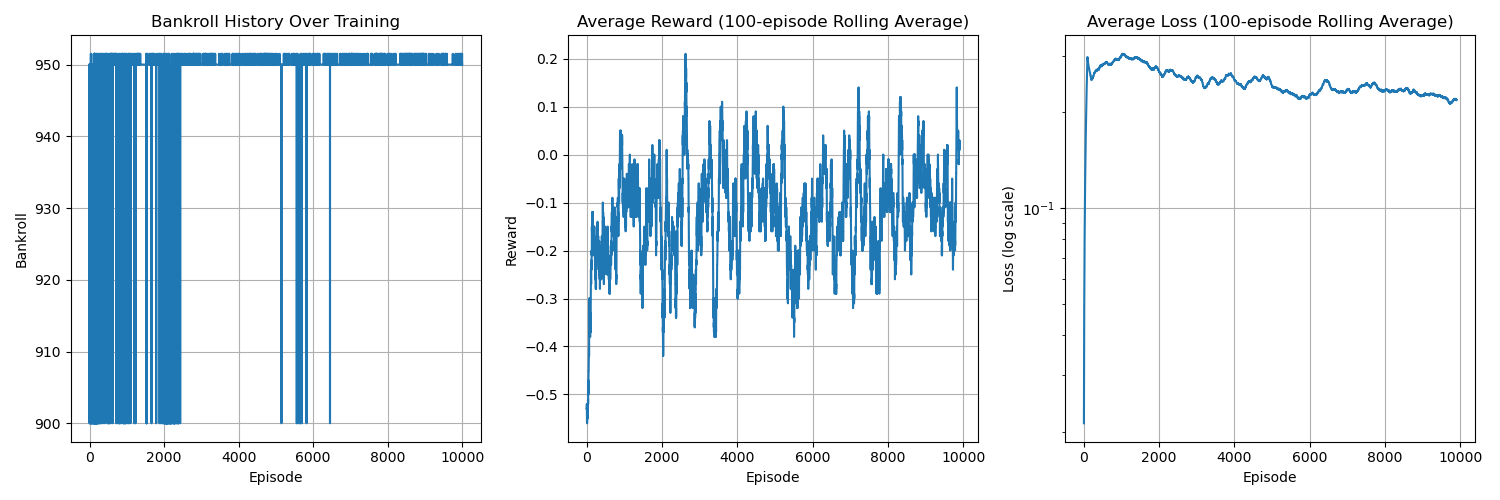 Bankroll History Over Training
Bankroll
950
940
930
920
910
900
0 2000 4000 6000 8000 10000
Episode
Average Reward (100-episode Rolling Average)
Reward
0.2
0.1
0.0
−0.1
−0.2
−0.3
−0.4
−0.5
0 2000 4000 6000 8000 10000
Episode
Average Loss (100-episode Rolling Average)
Loss (log scale)
10⁻¹
0 2000 4000 6000 8000 10000
Episode